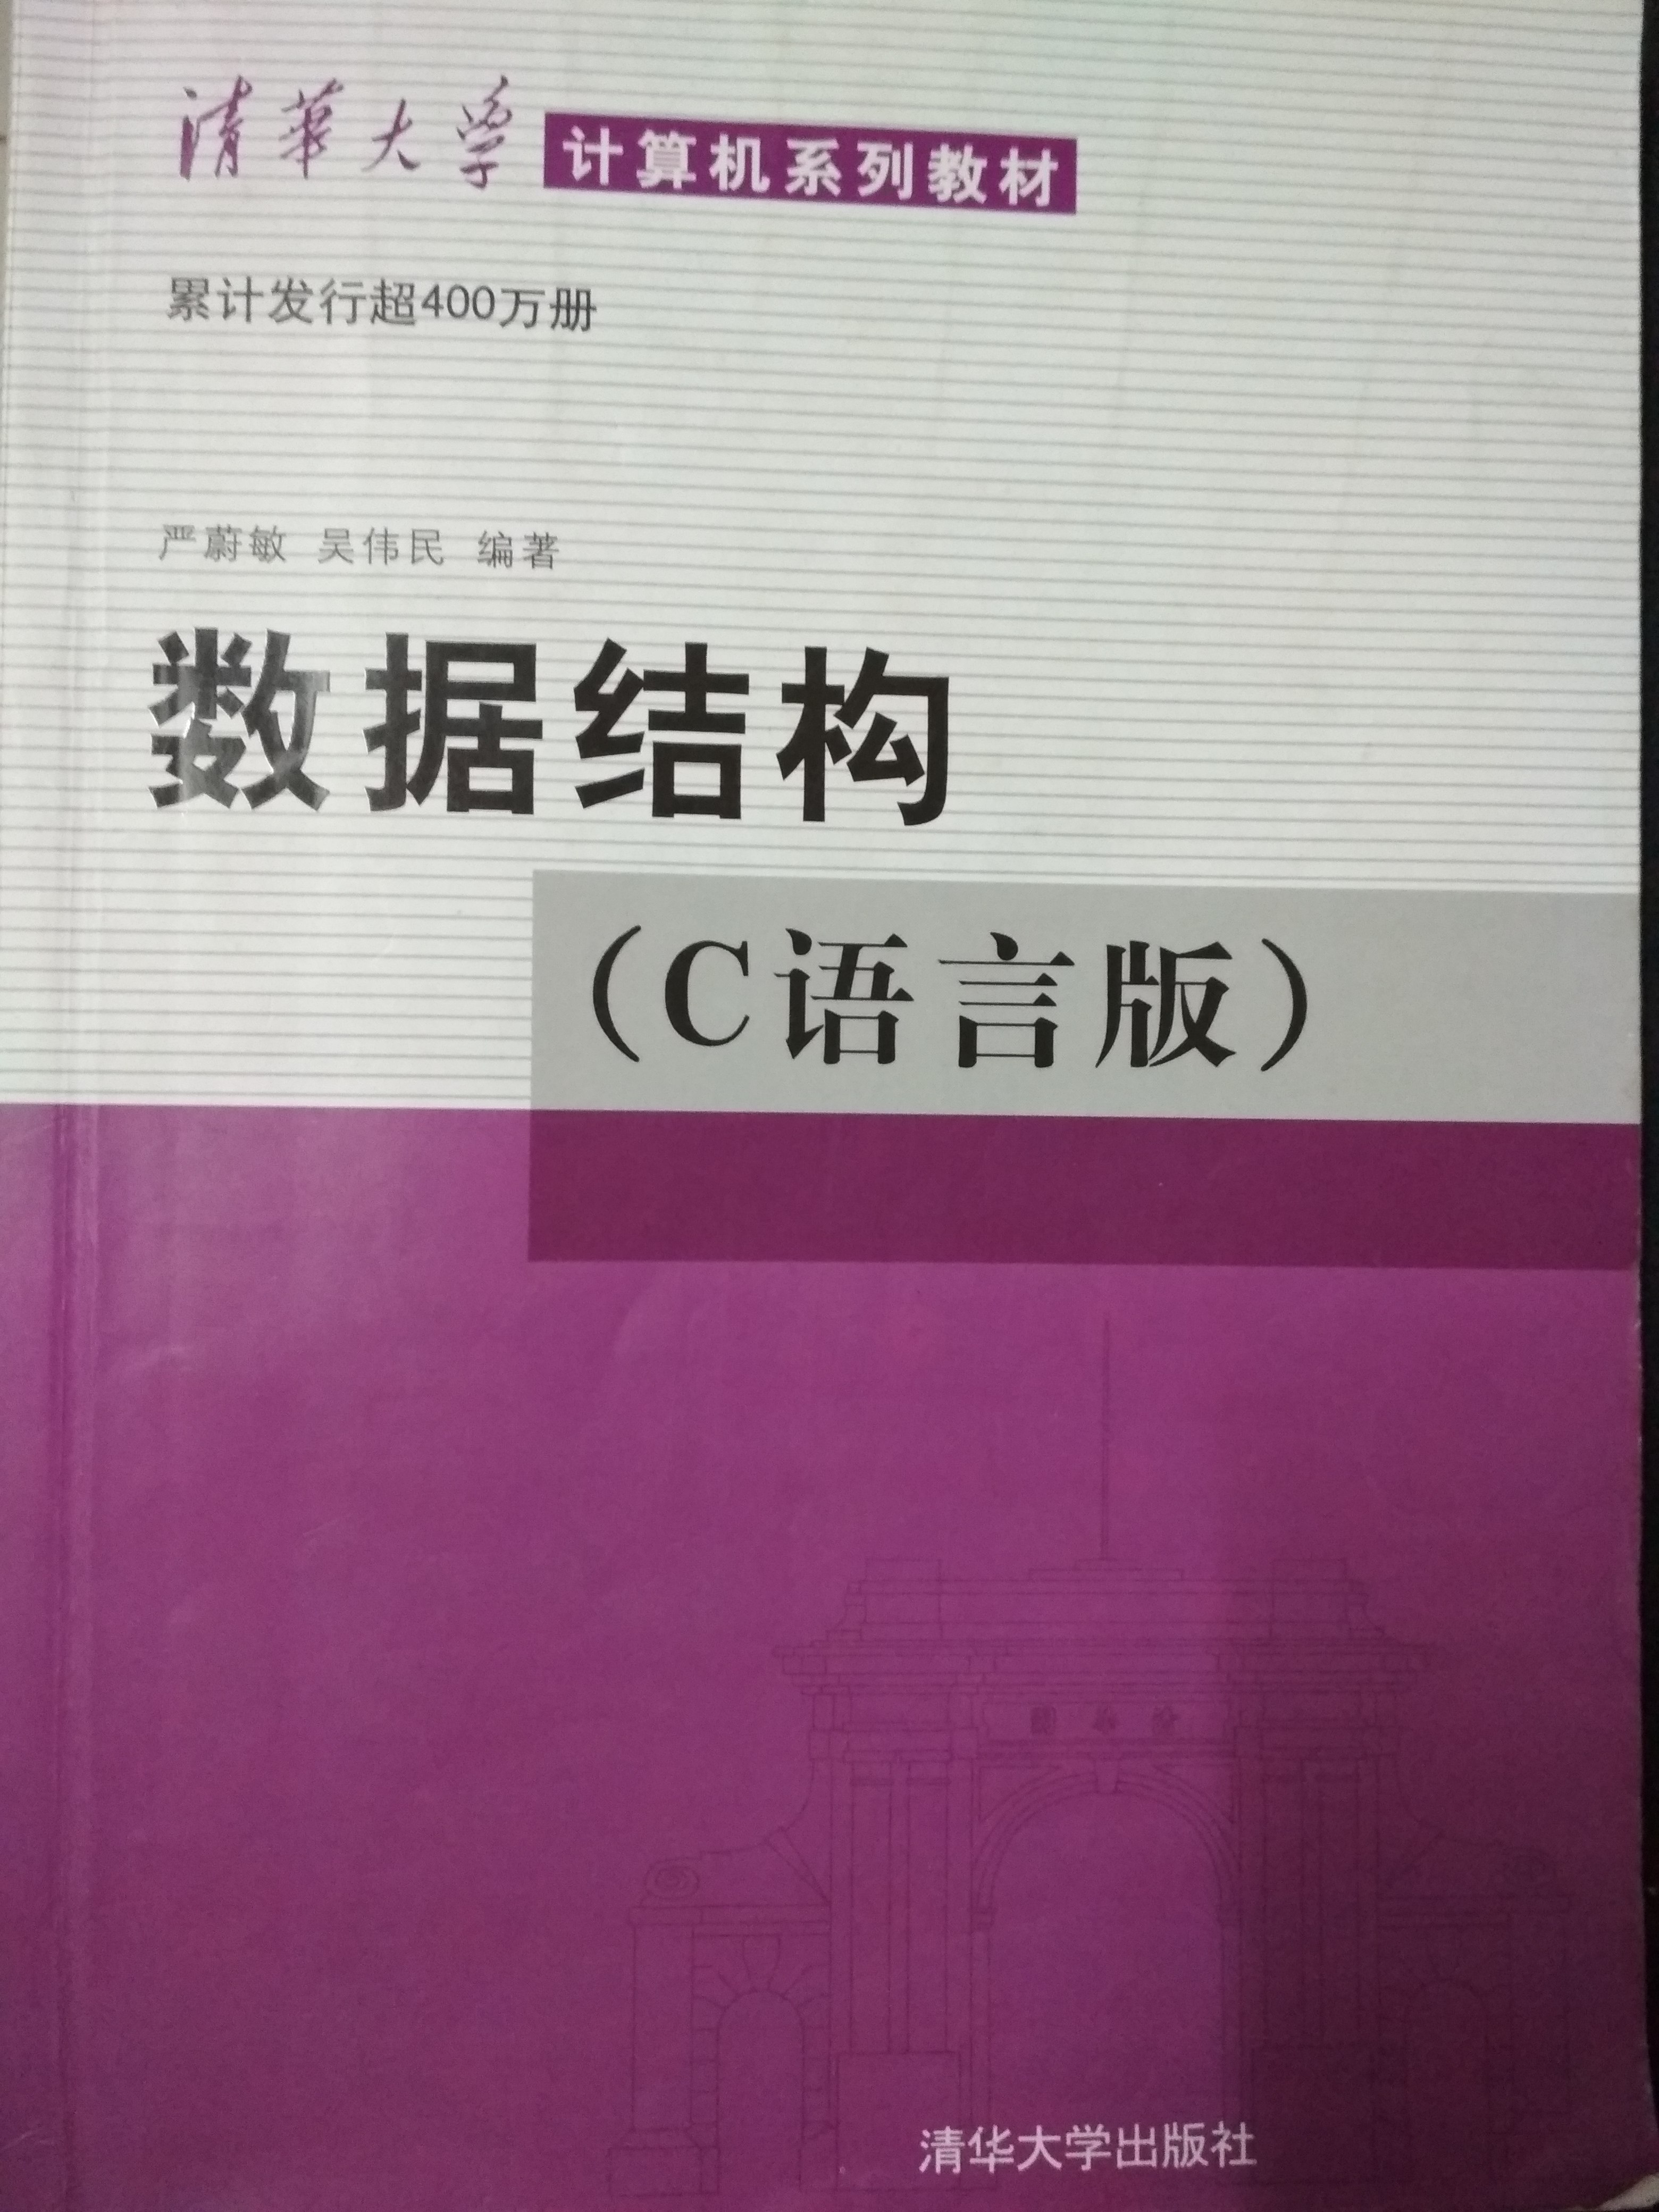 清華大学 计算机系列教材
累计发行超400万册
严蔚敏 吴伟民 编著
数据结构
（C语言版）
清华大学出版社